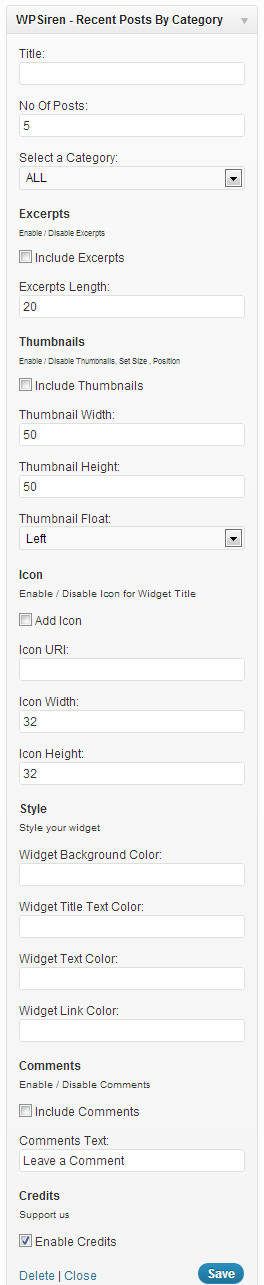 WPSiren - Recent Posts By Category
Title:
No Of Posts:
5
Select a Category:
ALL
Excerpts
Enable / Disable Excerpts
Include Excerpts
Excerpts Length:
20
Thumbnails
Enable / Disable Thumbnails, Set Size , Position
Include Thumbnails
Thumbnail Width:
50
Thumbnail Height:
50
Thumbnail Float:
Left
Icon
Enable / Disable Icon for Widget Title
Add Icon
Icon URI:
Icon Width:
32
Icon Height:
32
Style
Style your widget
Widget Background Color:
Widget Title Text Color:
Widget Text Color:
Widget Link Color:
Comments
Enable / Disable Comments
Include Comments
Comments Text:
Leave a Comment
Credits
Support us
Enable Credits
Delete | Close Save